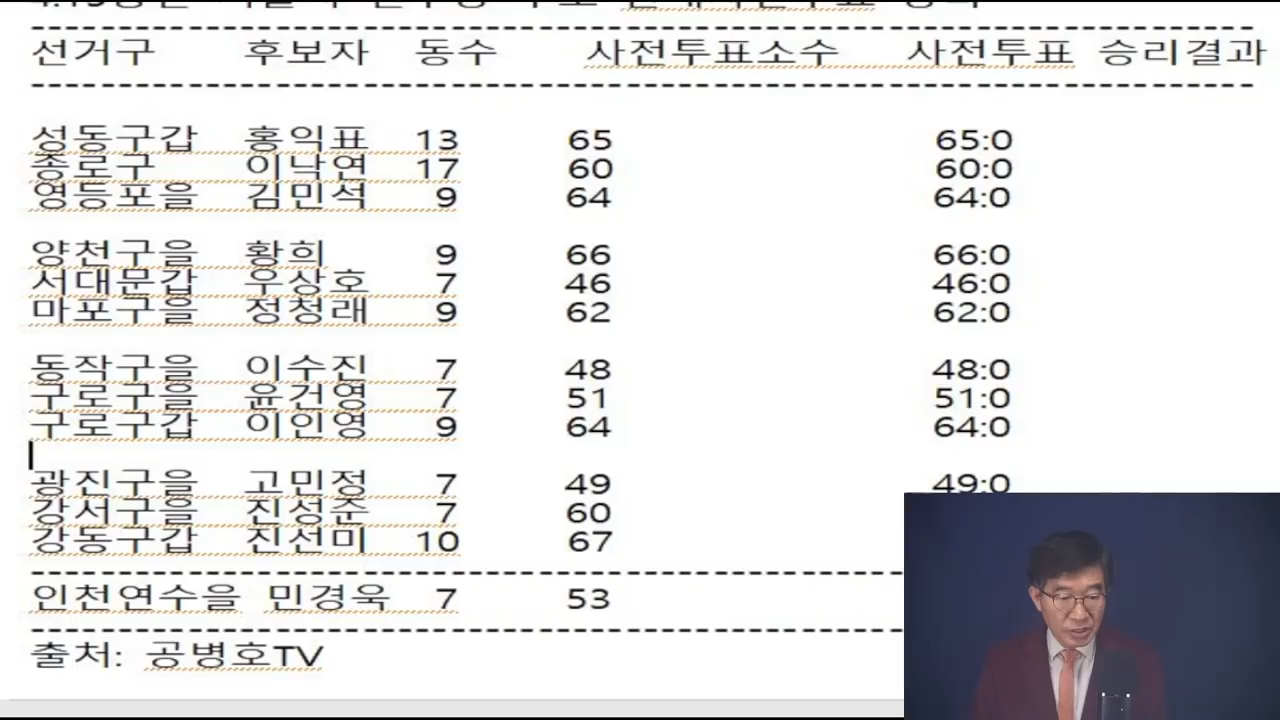 선거구 후보자 동수 사전투표소수 사전투표 승리결과
성동구갑 홍익표 13 65 65:0
종로구 이낙연 17 60 60:0
영등포을 김민석 9 64 64:0
양천구을 황희 9 66 66:0
서대문갑 우상호 7 46 46:0
마포구을 정청래 9 62 62:0
동작구을 이수진 7 48 48:0
구로구을 윤건영 7 51 51:0
구로구갑 이인영 9 64 64:0
광진구을 고민정 7 49 49:0
강서구을 진성준 7 60
강동구갑 진선미 10 67
인천연수을 민경욱 7 53
출처: 공병호TV